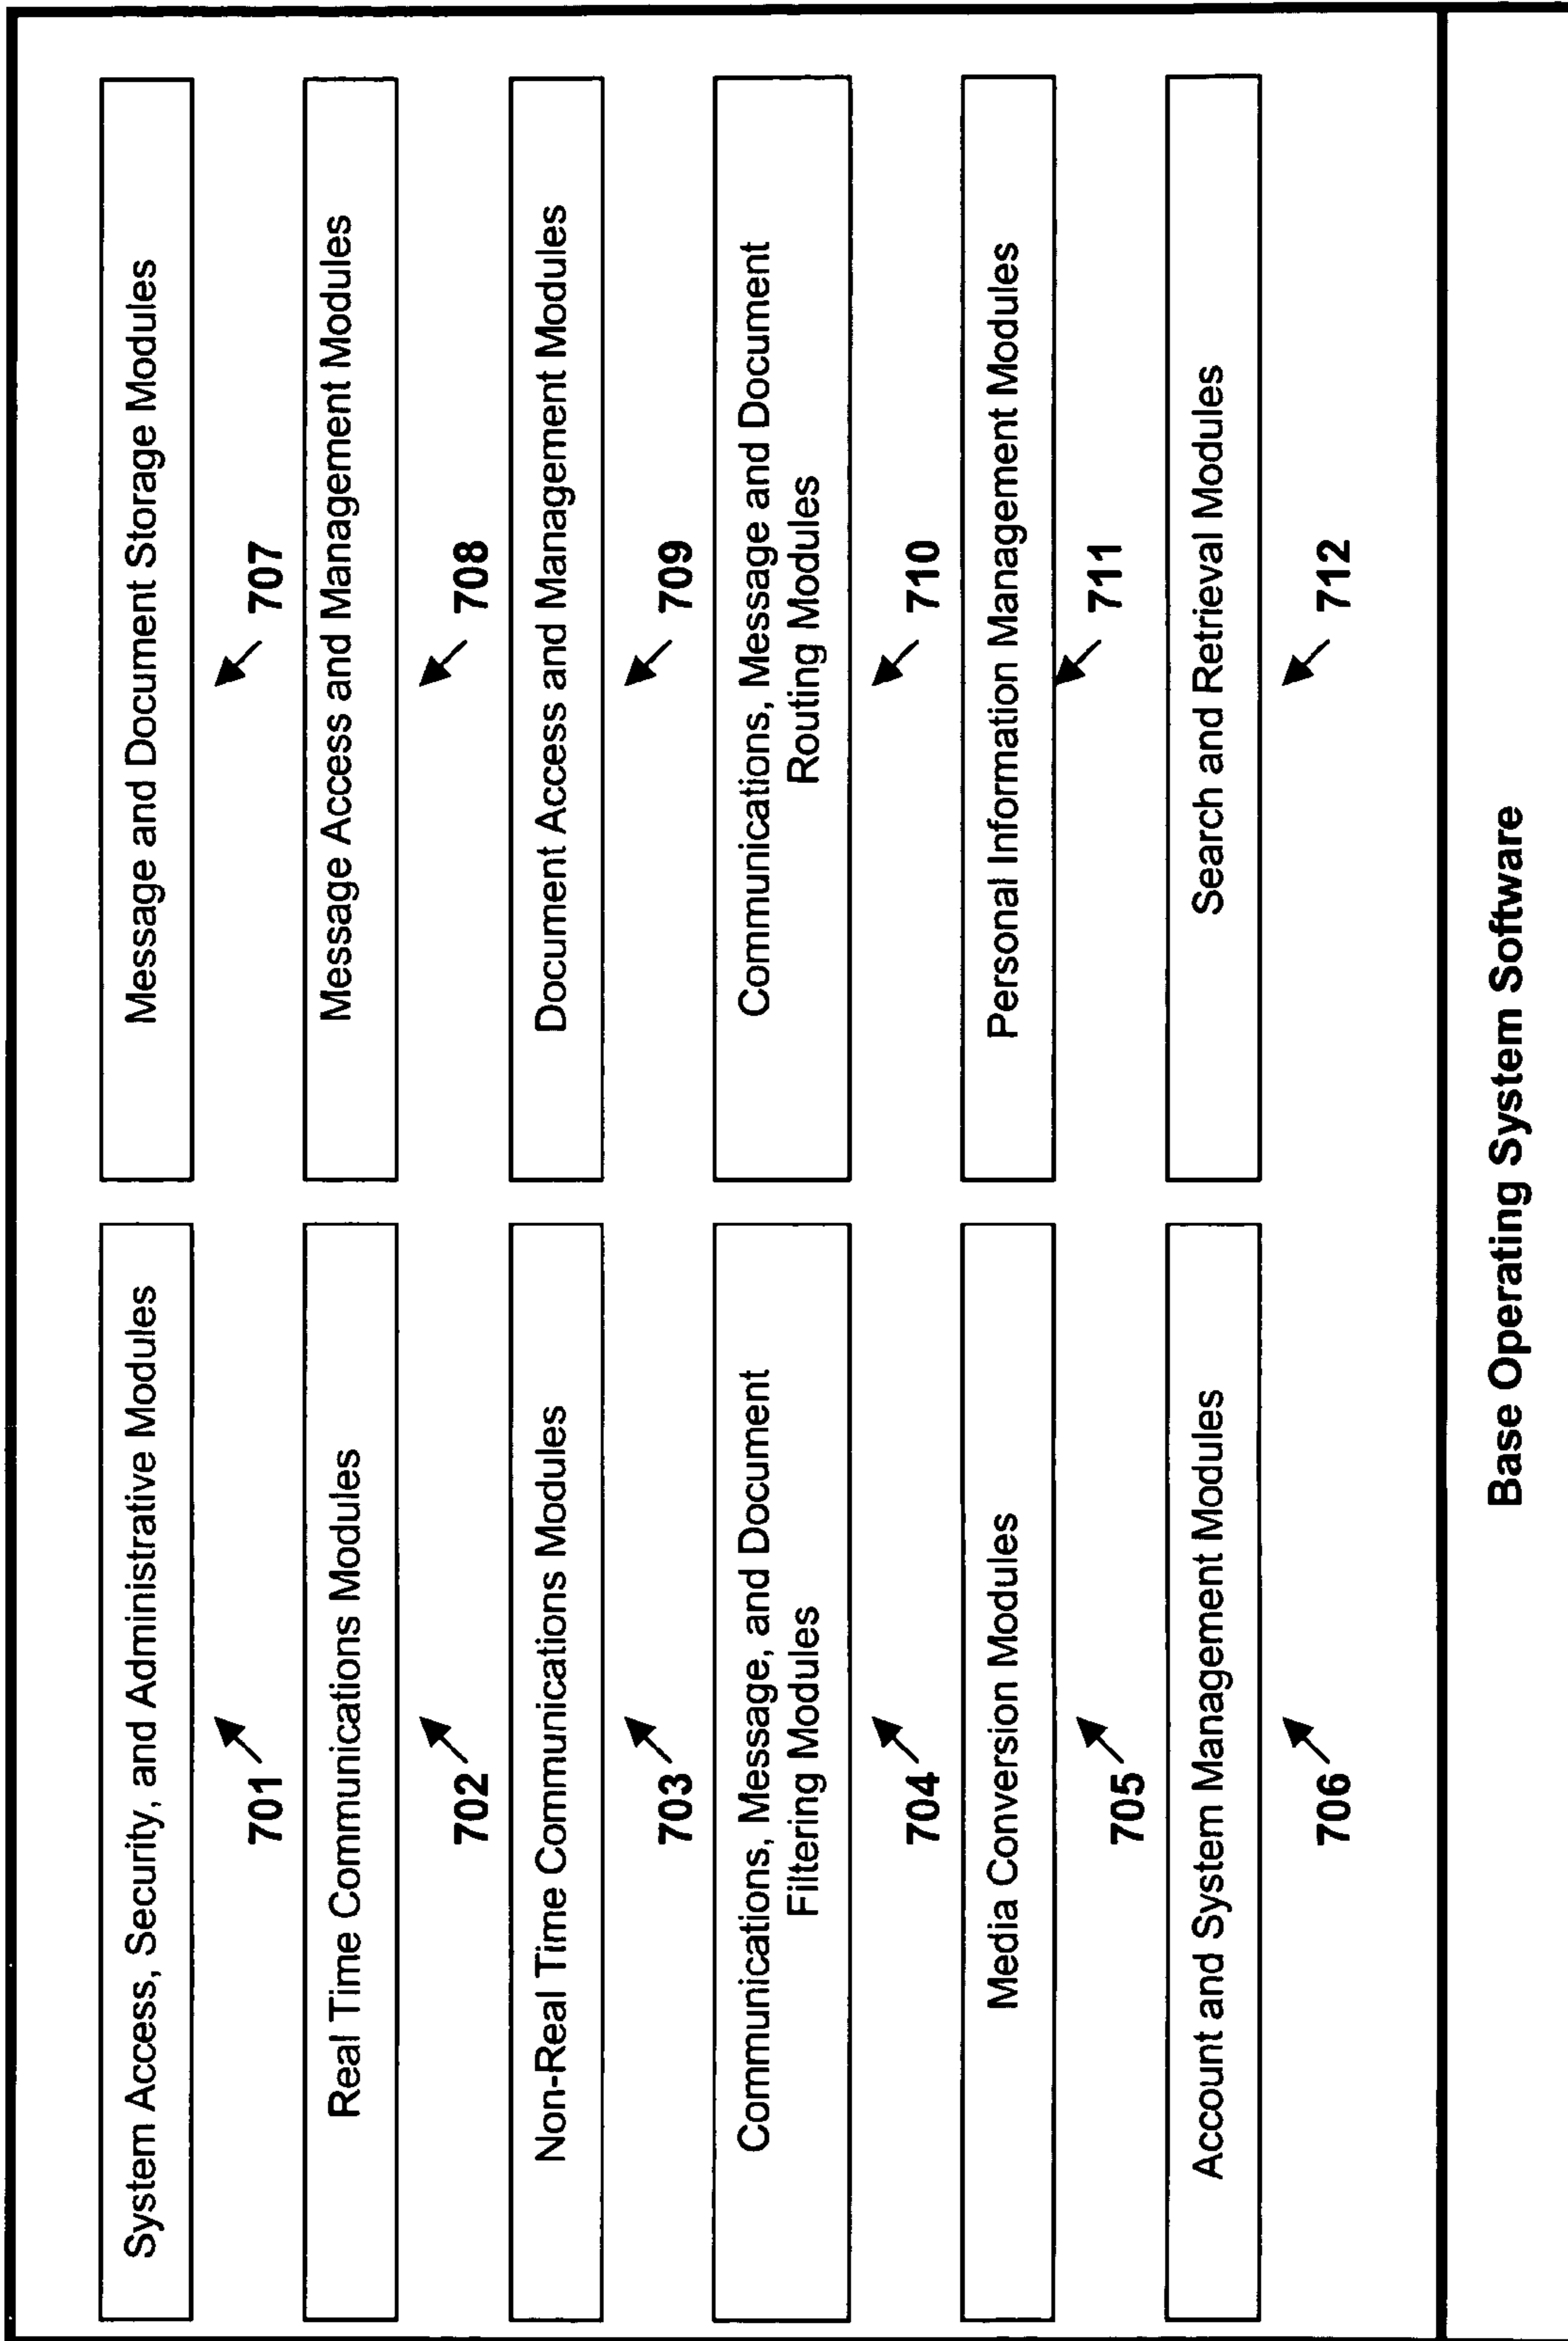 System Access, Security, and Administrative Modules
701
Real Time Communications Modules
702
Non-Real Time Communications Modules
703
Communications, Message, and Document
Filtering Modules
704
Media Conversion Modules
705
Account and System Management Modules
706
Message and Document Storage Modules
707
Message Access and Management Modules
708
Document Access and Management Modules
709
Communications, Message and Document
Routing Modules
710
Personal Information Management Modules
711
Search and Retrieval Modules
712
Base Operating System Software